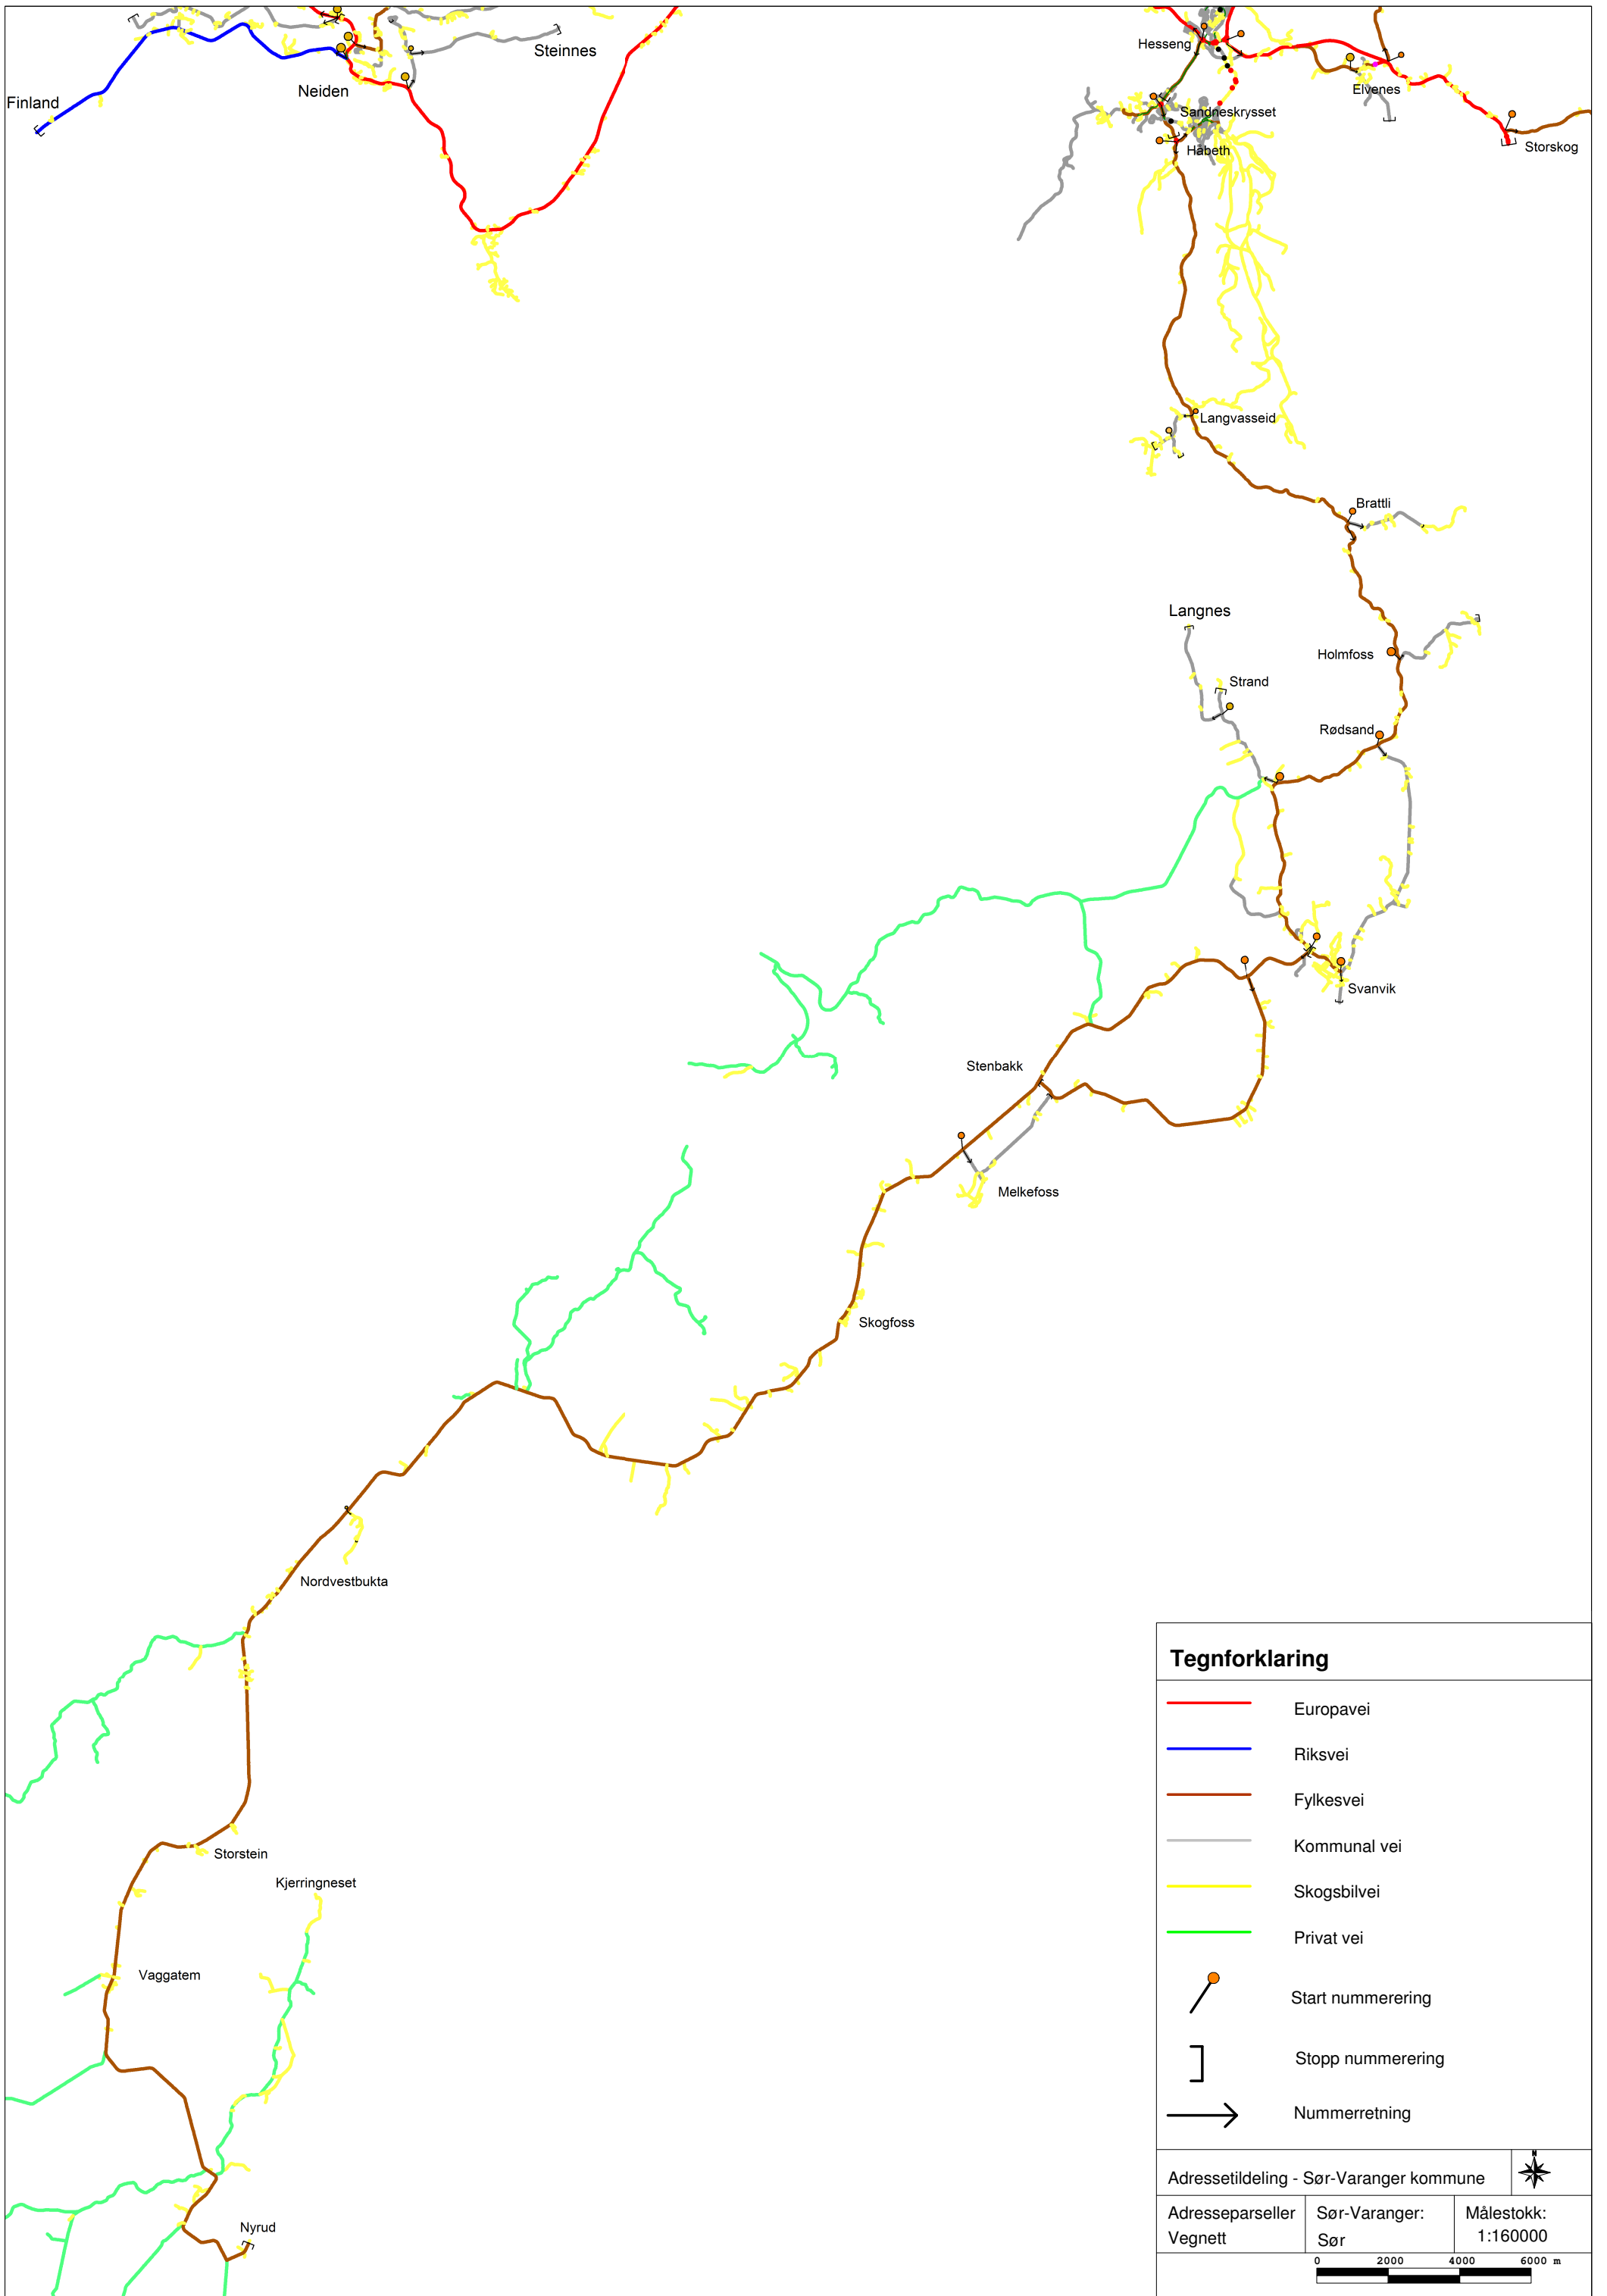 Steinnes
Hesseng
Neiden
Finland
Elvenes
Sandneskrysset
Storskog
Håbeth
Langvasseid
Brattli
Langnes
Holmfoss
Strand
Rødsand
Svanvik
Stenbakk
Melkefoss
Skogfoss
Nordvestbukta
Storstein
Kjerringneset
Vaggatem
Nyrud
Tegnforklaring
Europavei
Riksvei
Fylkesvei
Kommunal vei
Skogsbilvei
Privat vei
Start nummerering
Stopp nummerering
Nummerretning
Adressetildeling - Sør-Varanger kommune
N
Adresseparseller
Vegnett
Sør-Varanger:
Sør
Målestokk:
1:160000
0 2000 4000 6000 m